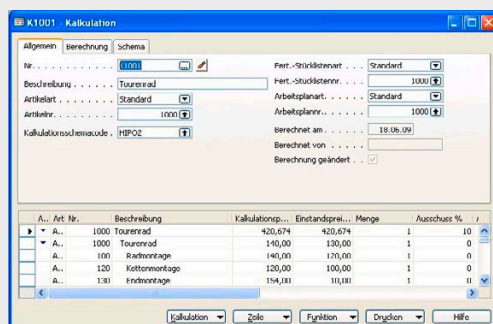 K1001 - Kalkulation
Allgemein Berechnung Schema
Nr. . . . . . . . . . . . . K1001
Beschreibung . . . . . . Tourenrad
Artikelart . . . . . . . . Standard
Artikelnr. . . . . . . . . 1000
Kalkulationsschemacode . HIPO2
Fert.-Stücklistenart . . . Standard
Fert.-Stücklistennr. . . . 1000
Arbeitsplanart. . . . . . Standard
Arbeitsplannr. . . . . . . 1000
Berechnet am . . . . . . 18.06.09
Berechnet von . . . . . .
Berechnung geändert . .
A.. Art Nr. Beschreibung Kalkulationsp... Einstandsprei... Menge Ausschuss %
A.. 1000 Tourenrad 420,674 420,674 1 10
A.. 1000 Tourenrad 140,00 130,00 1 0
A.. 100 Radmontage 140,00 120,00 1 0
A.. 120 Kettenmontage 120,00 100,00 1 0
A.. 130 Endmontage 154,00 10,00 1 0
Kalkulation Zeile Funktion Drucken Hilfe